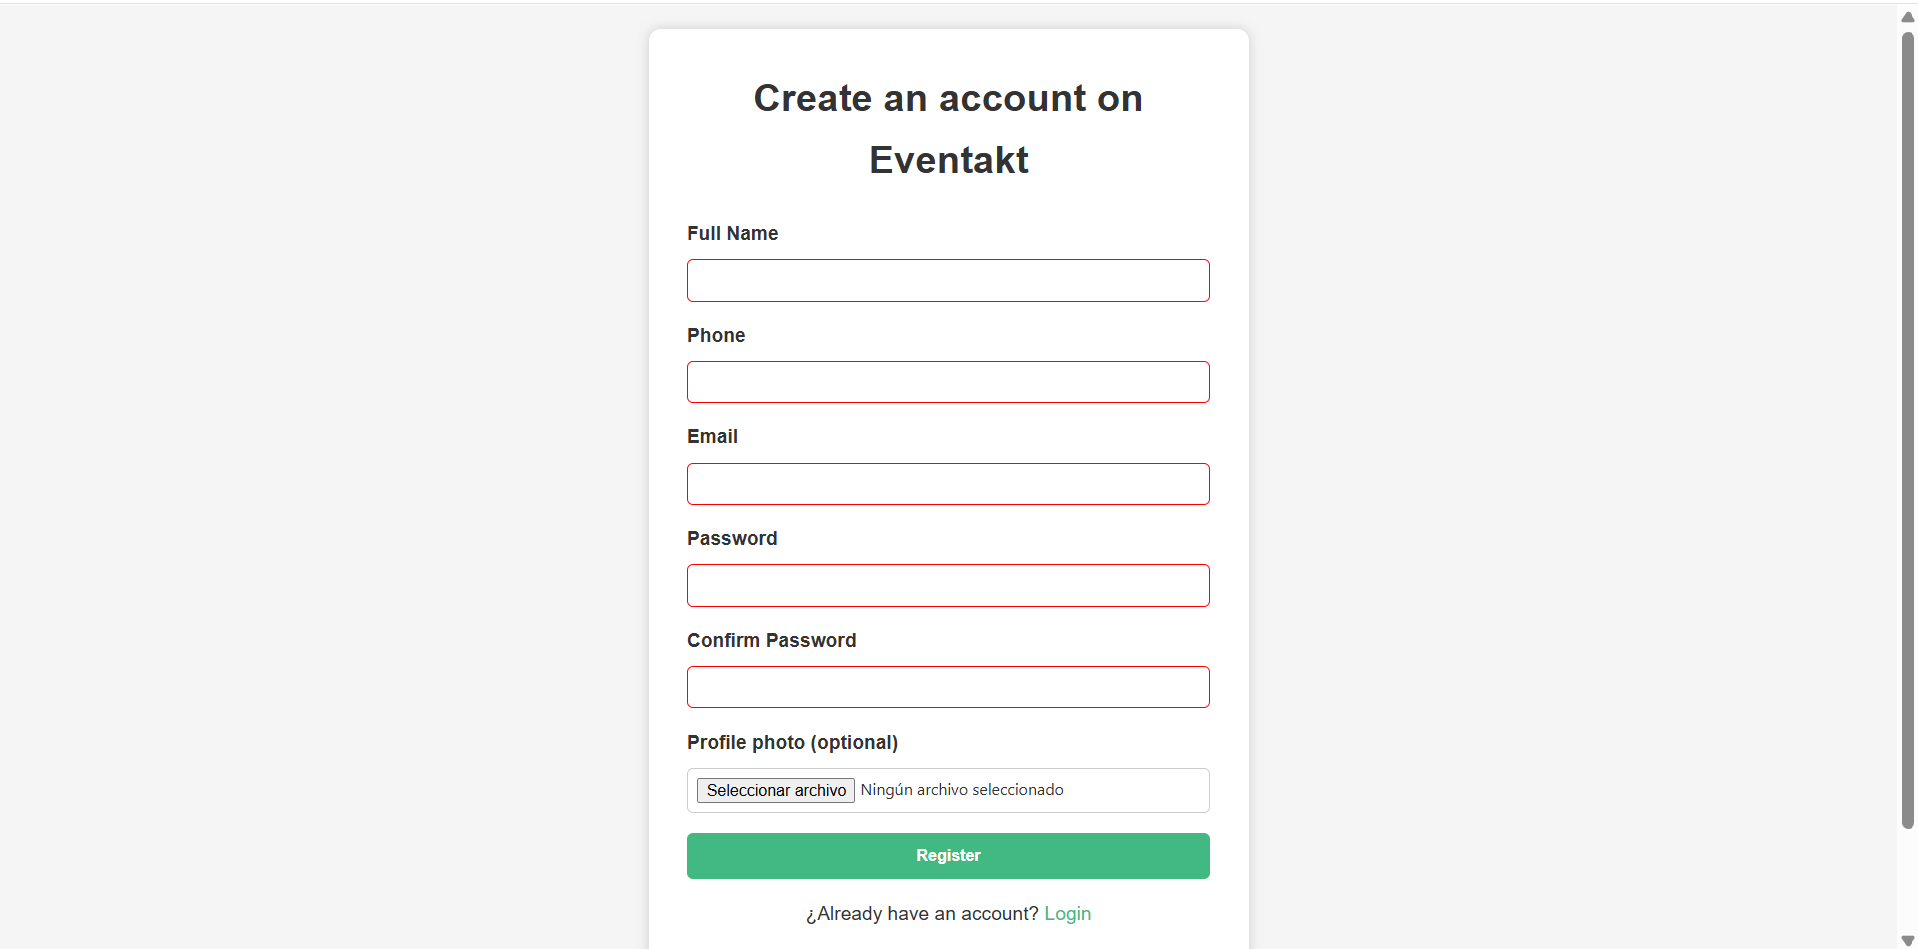 Create an account on
Eventakt
Full Name
Phone
Email
Password
Confirm Password
Profile photo (optional)
Seleccionar archivo Ningún archivo seleccionado
Register
¿Already have an account? Login